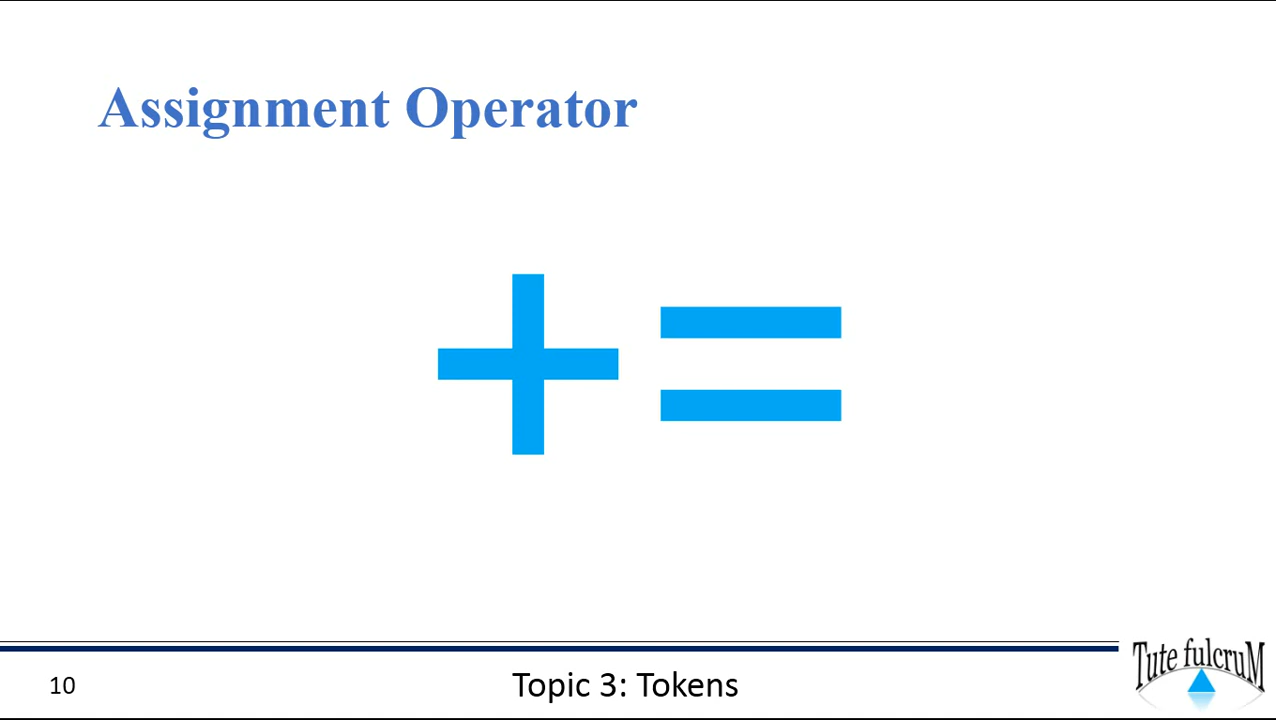 Assignment Operator
+=
10
Topic 3: Tokens
Tute fulcruM